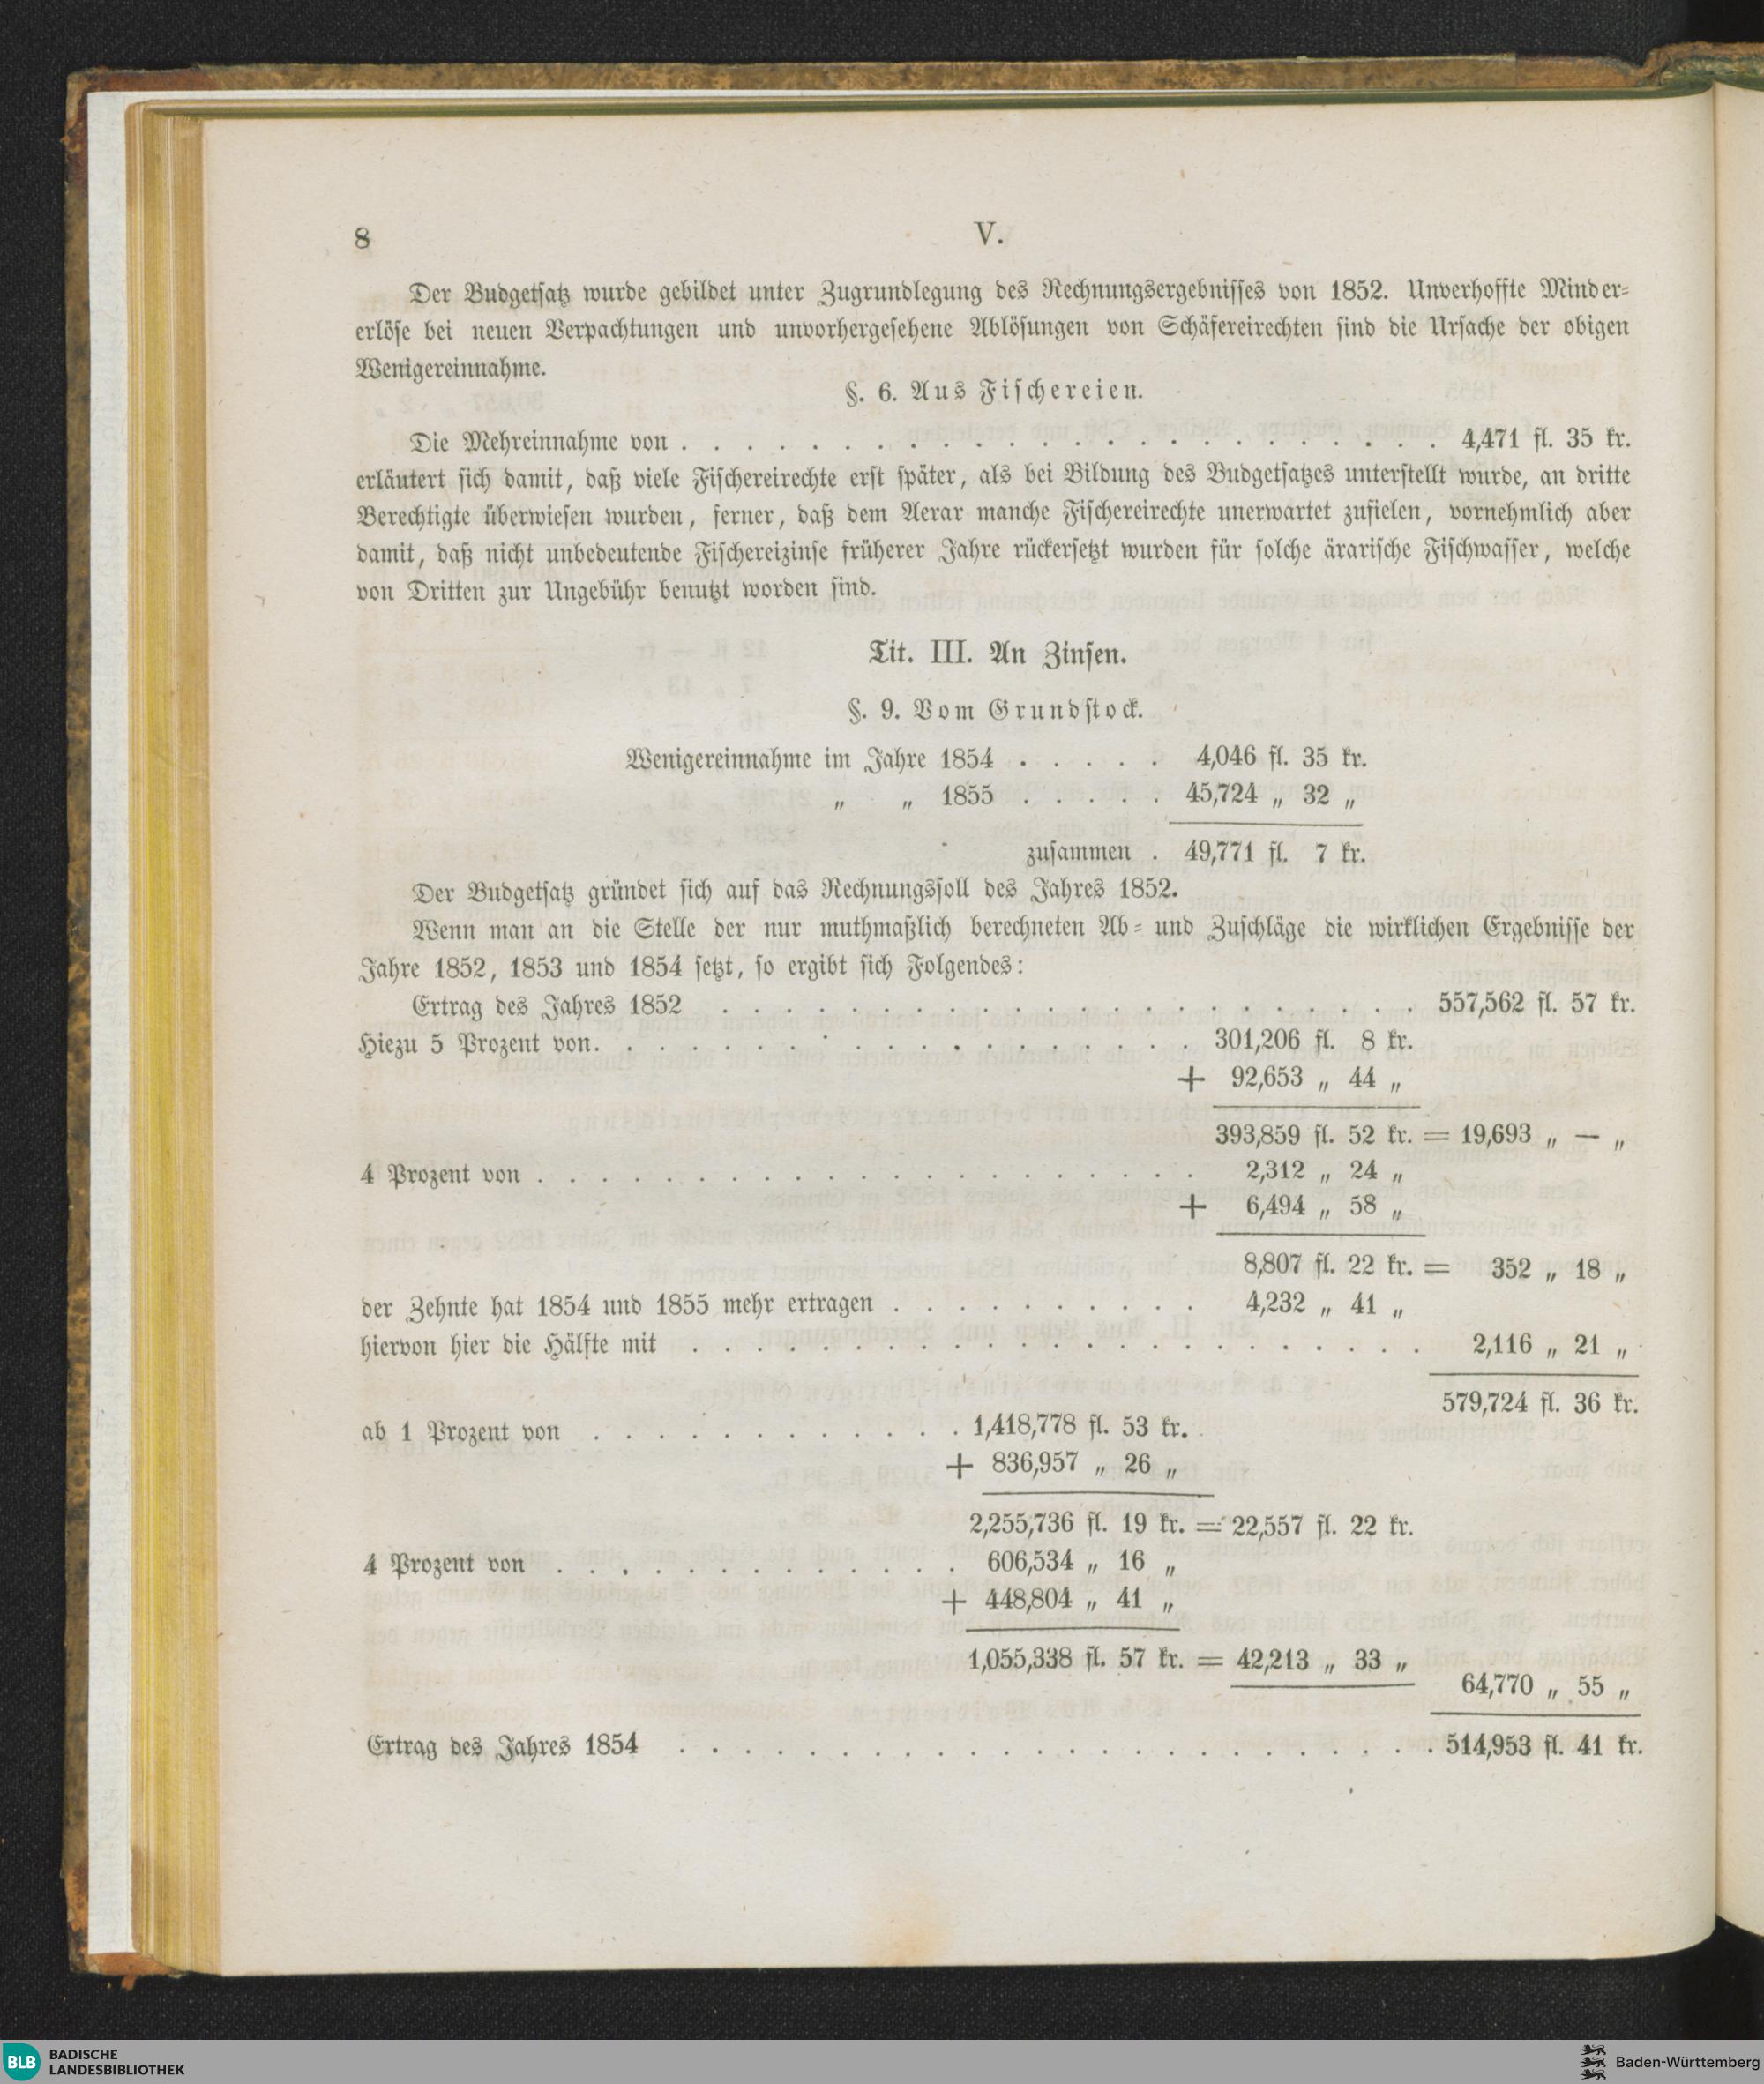 8 V.
Der Budgetsatz wurde gebildet unter Zugrundlegung des Rechnungsergebnisses von 1852. Unverhoffte Minder-
erlöse bei neuen Verpachtungen und unvorhergesehene Ablösungen von Schäfereirechten sind die Ursache der obigen
Wenigereinnahme.
§. 6. Aus Fischereien.
Die Mehreinnahme von . . . . . . . . . . . . . . . . . . . . . . . . 4,471 fl. 35 kr.
erläutert sich damit, daß viele Fischereirechte erst später, als bei Bildung des Budgetsatzes unterstellt wurde, an dritte
Berechtigte überwiesen wurden, ferner, daß dem Aerar manche Fischereirechte unerwartet zufielen, vornehmlich aber
damit, daß nicht unbedeutende Fischereizinse früherer Jahre rückersetzt wurden für solche ärarische Fischwasser, welche
von Dritten zur Ungebühr benutzt worden sind.
Tit. III. An Zinsen.
§. 9. Vom Grundstock.
Wenigereinnahme im Jahre 1854 . . . . . 4,046 fl. 35 kr.
„ „ 1855 . . . . . 45,724 „ 32 „
zusammen . 49,771 fl. 7 kr.
Der Budgetsatz gründet sich auf das Rechnungssoll des Jahres 1852.
Wenn man an die Stelle der nur muthmaßlich berechneten Ab- und Zuschläge die wirklichen Ergebnisse der
Jahre 1852, 1853 und 1854 setzt, so ergibt sich Folgendes:
Ertrag des Jahres 1852 . . . . . . . . . . . . . . . . . . . . . . 557,562 fl. 57 kr.
Hiezu 5 Prozent von. . . . . . . . . . . . . . . . . . . 301,206 fl. 8 kr.
+ 92,653 „ 44 „
393,859 fl. 52 kr. = 19,693 „ — „
4 Prozent von . . . . . . . . . . . . . . . . . . . . . 2,312 „ 24 „
+ 6,494 „ 58 „
8,807 fl. 22 kr. = 352 „ 18 „
der Zehnte hat 1854 und 1855 mehr ertragen . . . . . . . . . . 4,232 „ 41 „
hiervon hier die Hälfte mit . . . . . . . . . . . . . . . . . . . . . . . 2,116 „ 21 „
579,724 fl. 36 kr.
ab 1 Prozent von . . . . . . . . . . . . 1,418,778 fl. 53 kr.
+ 836,957 „ 26 „
2,255,736 fl. 19 kr. = 22,557 fl. 22 kr.
4 Prozent von . . . . . . . . . . . . . 606,534 „ 16 „
+ 448,804 „ 41 „
1,055,338 fl. 57 kr. = 42,213 „ 33 „
64,770 „ 55 „
Ertrag des Jahres 1854 . . . . . . . . . . . . . . . . . . . . . . . . 514,953 fl. 41 kr.
BLB BADISCHE
LANDESBIBLIOTHEK
Baden-Württemberg